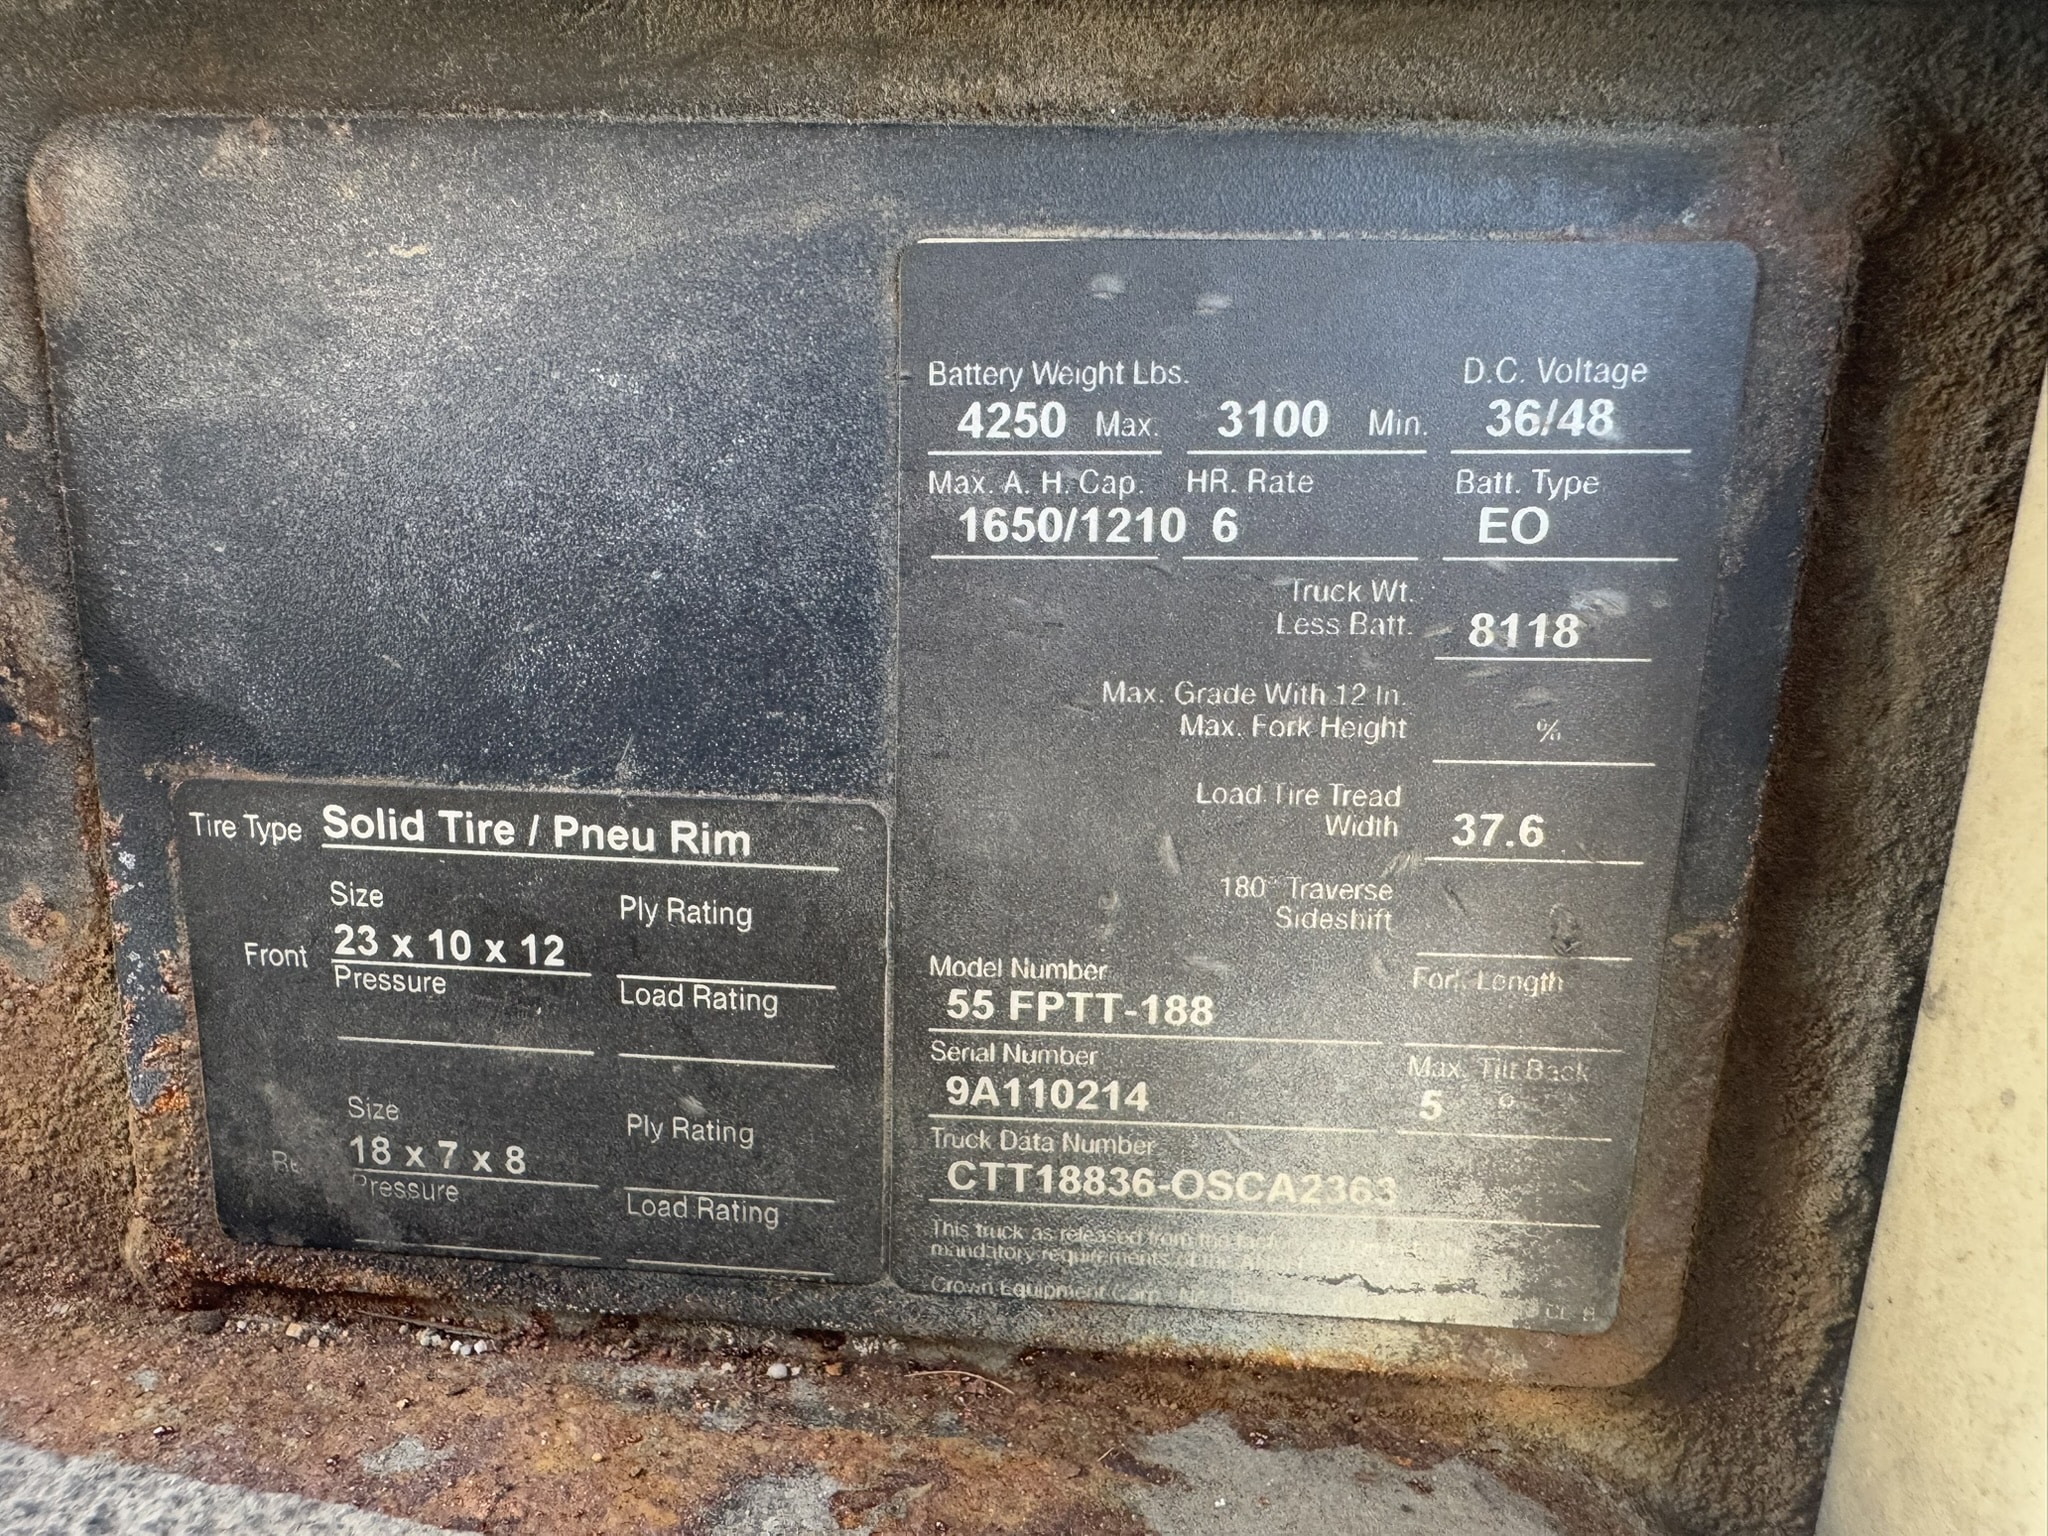 Battery Weight Lbs.
D.C. Voltage
4250 Max. 3100 Min. 36/48
Max. A. H. Cap. HR. Rate Batt. Type
1650/1210 6 EO
Truck Wt.
Less Batt. 8118
Max. Grade With 12 In.
Max. Fork Height %
Load Tire Tread
Width 37.6
180° Traverse
Sideshift
Model Number Fork Length
55 FPTT-188
Serial Number Max. Tilt Back
9A110214 5 °
Truck Data Number
CTT18836-OSCA2363
This truck as released from the
mandatory requirements
Crown Equipment Corp.
Tire Type Solid Tire / Pneu Rim
Size Ply Rating
Front 23 x 10 x 12
Pressure Load Rating
Size Ply Rating
18 x 7 x 8
Pressure Load Rating